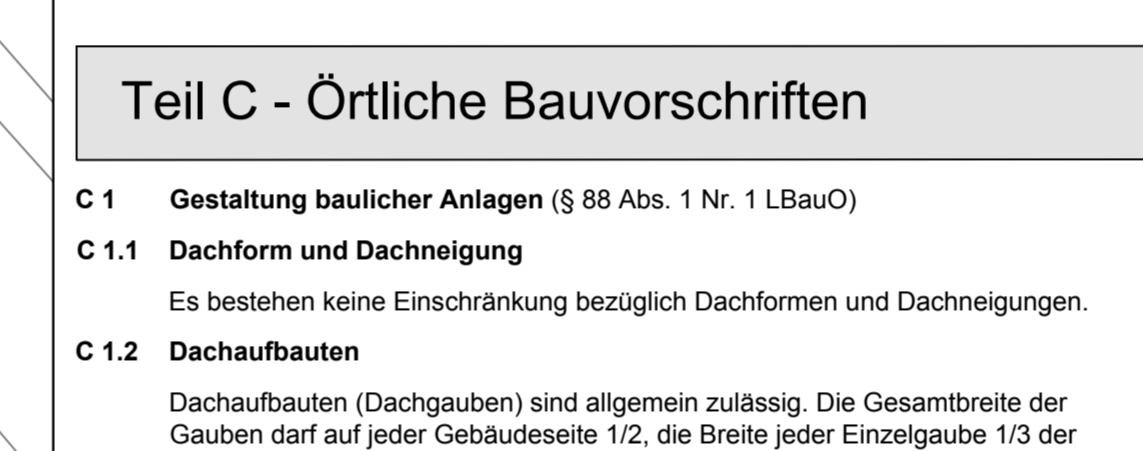 Teil C - Örtliche Bauvorschriften
C 1 Gestaltung baulicher Anlagen (§ 88 Abs. 1 Nr. 1 LBauO)
C 1.1 Dachform und Dachneigung
Es bestehen keine Einschränkung bezüglich Dachformen und Dachneigungen.
C 1.2 Dachaufbauten
Dachaufbauten (Dachgauben) sind allgemein zulässig. Die Gesamtbreite der
Gauben darf auf jeder Gebäudeseite 1/2, die Breite jeder Einzelgaube 1/3 der